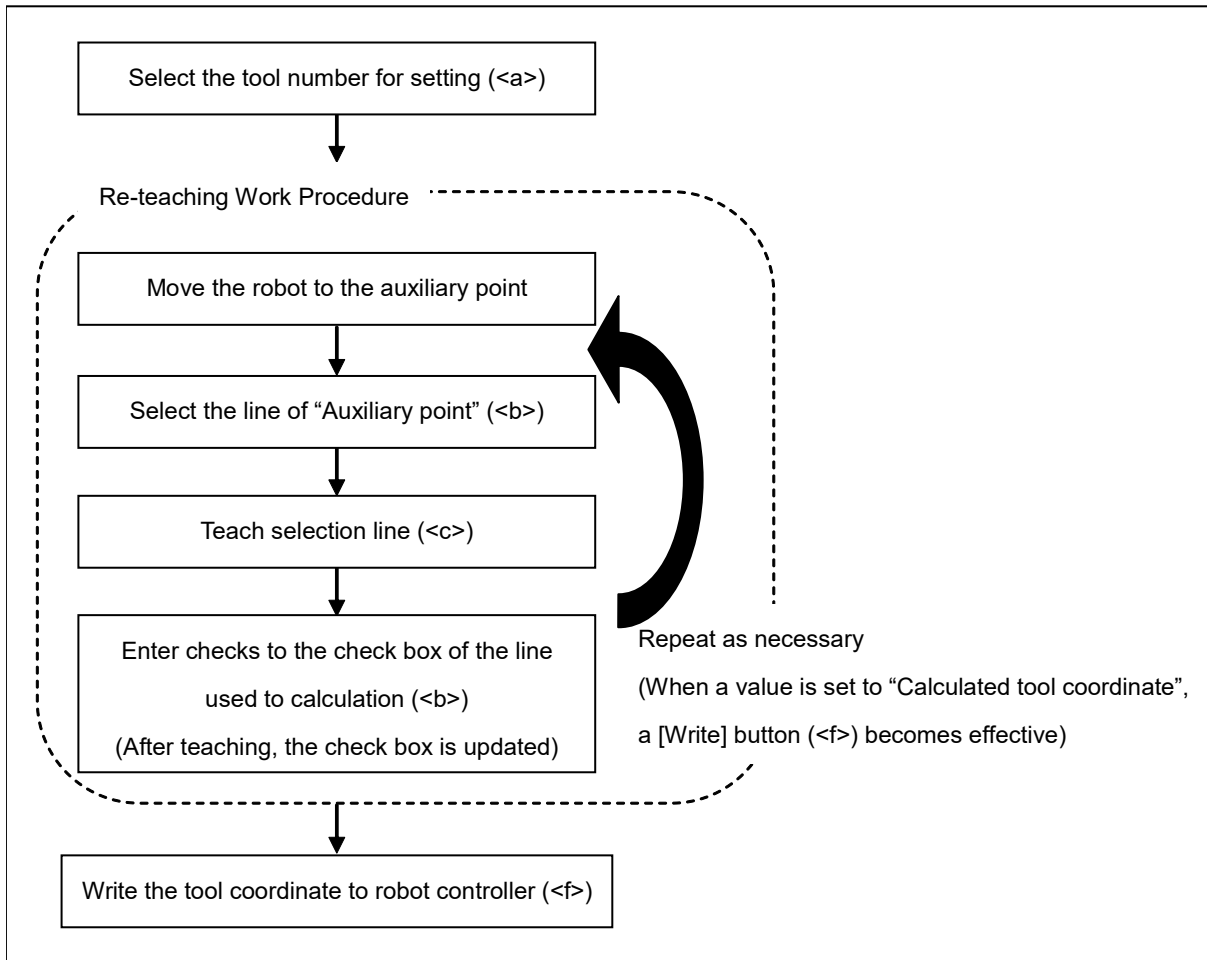 Select the tool number for setting (<a>)
Re-teaching Work Procedure
Move the robot to the auxiliary point
Select the line of “Auxiliary point” (<b>)
Teach selection line (<c>)
Enter checks to the check box of the line
used to calculation (<b>)
(After teaching, the check box is updated)
Repeat as necessary
(When a value is set to “Calculated tool coordinate”,
a [Write] button (<f>) becomes effective)
Write the tool coordinate to robot controller (<f>)